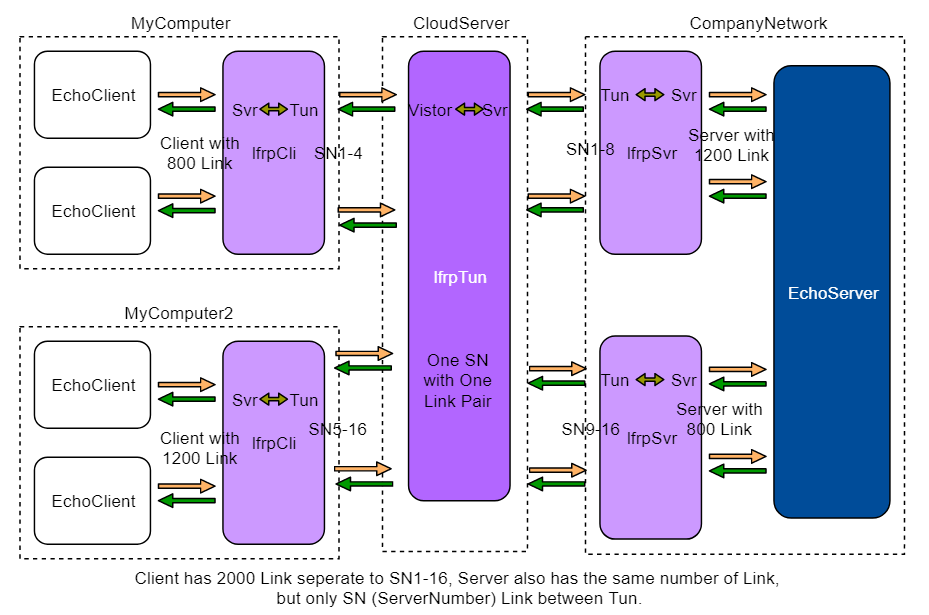 MyComputer
CloudServer
CompanyNetwork
EchoClient
Svr
Tun
Vistor
Svr
Tun
Svr
Client with
800 Link
lfrpCli
SN1-4
SN1-8
lfrpSvr
Server with
1200 Link
EchoClient
lfrpTun
EchoServer
MyComputer2
EchoClient
Svr
Tun
One SN
with One
Link Pair
Tun
Svr
Client with
1200 Link
lfrpCli
SN5-16
SN9-16
lfrpSvr
Server with
800 Link
EchoClient
Client has 2000 Link seperate to SN1-16, Server also has the same number of Link,
but only SN (ServerNumber) Link between Tun.